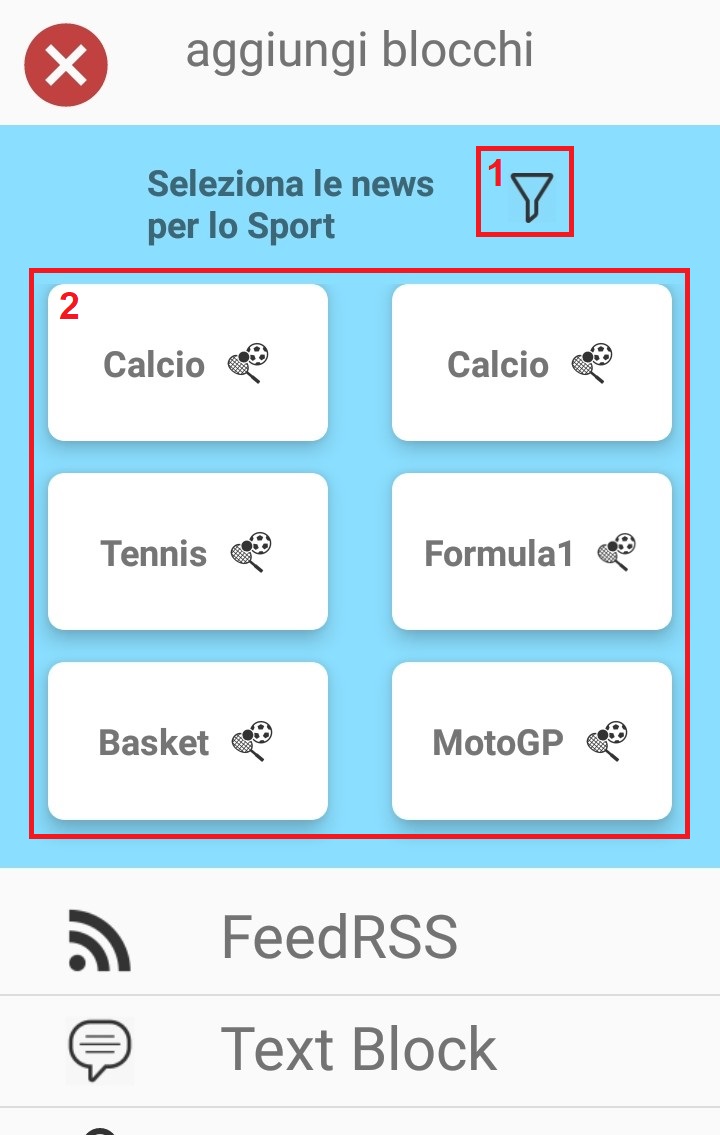 aggiungi blocchi
Seleziona le news
per lo Sport
1
2
Calcio
Calcio
Tennis
Formula1
Basket
MotoGP
FeedRSS
Text Block